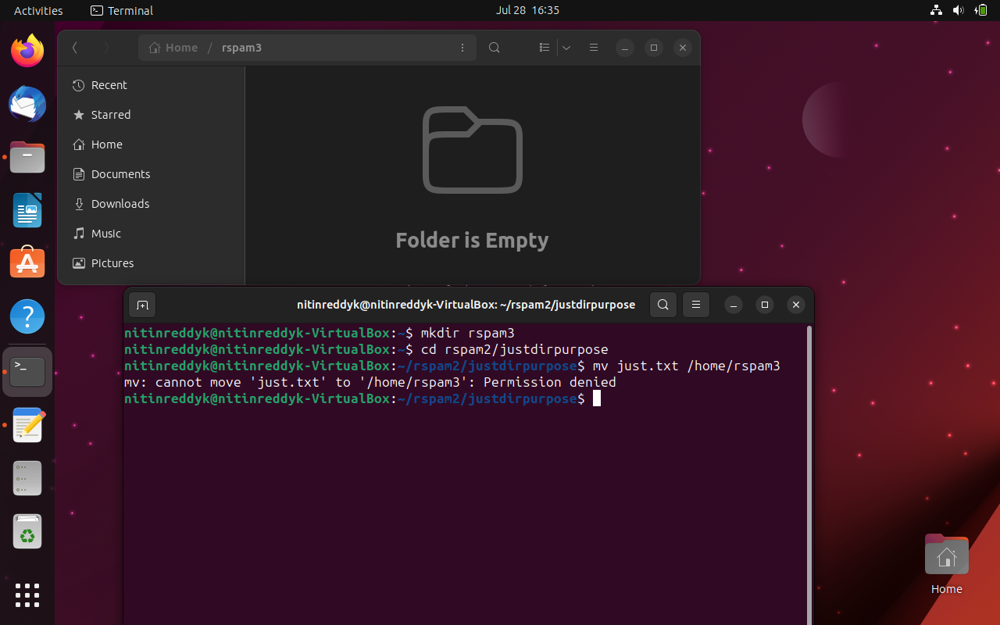 Activities
Terminal
Jul 28 16:35
Home / rspam3
Recent
Starred
Home
Documents
Downloads
Music
Pictures
Folder is Empty
nitinreddyk@nitinreddyk-VirtualBox: ~/rspam2/justdirpurpose
nitinreddyk@nitinreddyk-VirtualBox:~$ mkdir rspam3
nitinreddyk@nitinreddyk-VirtualBox:~$ cd rspam2/justdirpurpose
nitinreddyk@nitinreddyk-VirtualBox:~/rspam2/justdirpurpose$ mv just.txt /home/rspam3
mv: cannot move 'just.txt' to '/home/rspam3': Permission denied
nitinreddyk@nitinreddyk-VirtualBox:~/rspam2/justdirpurpose$
Home